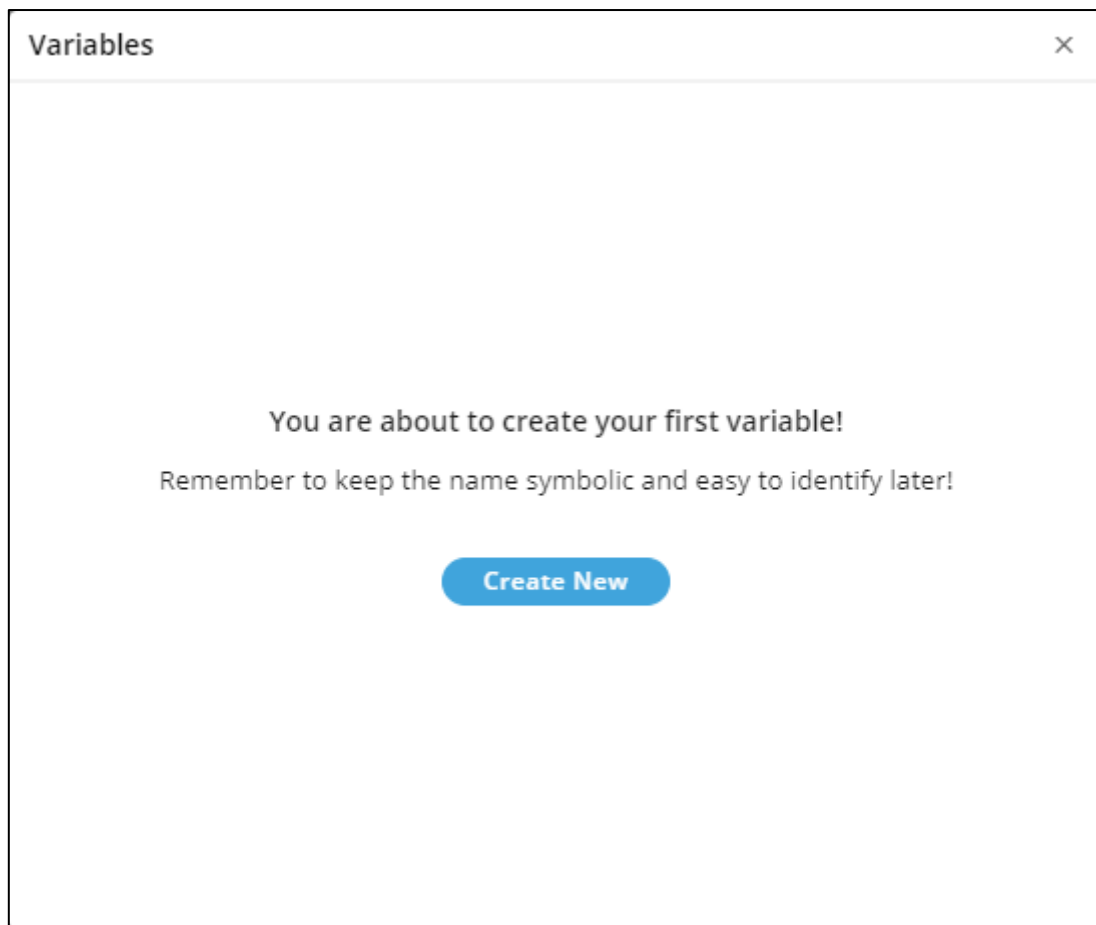 Variables
You are about to create your first variable!
Remember to keep the name symbolic and easy to identify later!
Create New